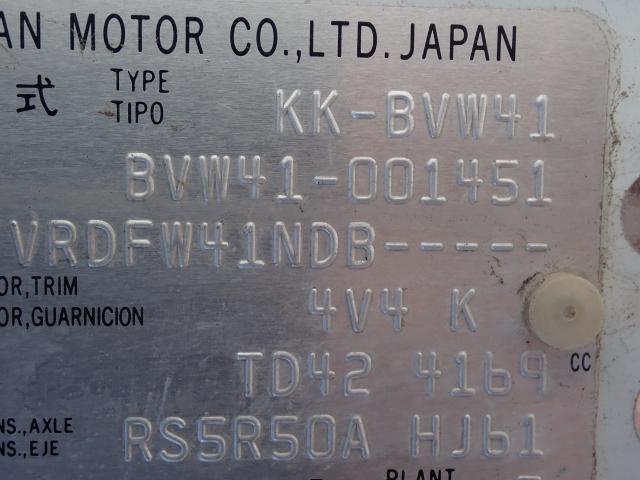 AN MOTOR CO.,LTD. JAPAN
式 TYPE
TIPO
KK-BVW41
BVW41-001451
VRDFW41NDB-----
OR,TRIM
OR,GUARNICION
4V4 K
TD42 4169 CC
NS.,AXLE
NS.,EJE
RS5R50A HJ61
PLANT